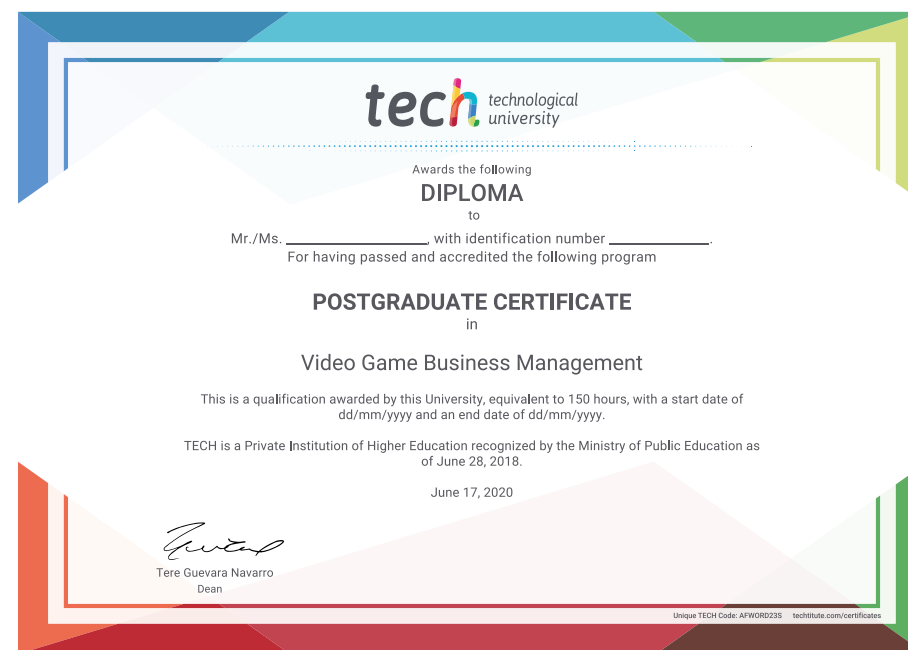 tech technological
university
Awards the following
DIPLOMA
to
Mr./Ms. ____________________, with identification number ______________.
For having passed and accredited the following program
POSTGRADUATE CERTIFICATE
in
Video Game Business Management
This is a qualification awarded by this University, equivalent to 150 hours, with a start date of
dd/mm/yyyy and an end date of dd/mm/yyyy.
TECH is a Private Institution of Higher Education recognized by the Ministry of Public Education as
of June 28, 2018.
June 17, 2020
Tere Guevara Navarro
Dean
Unique TECH Code: AFWORD23S techtitute.com/certificates